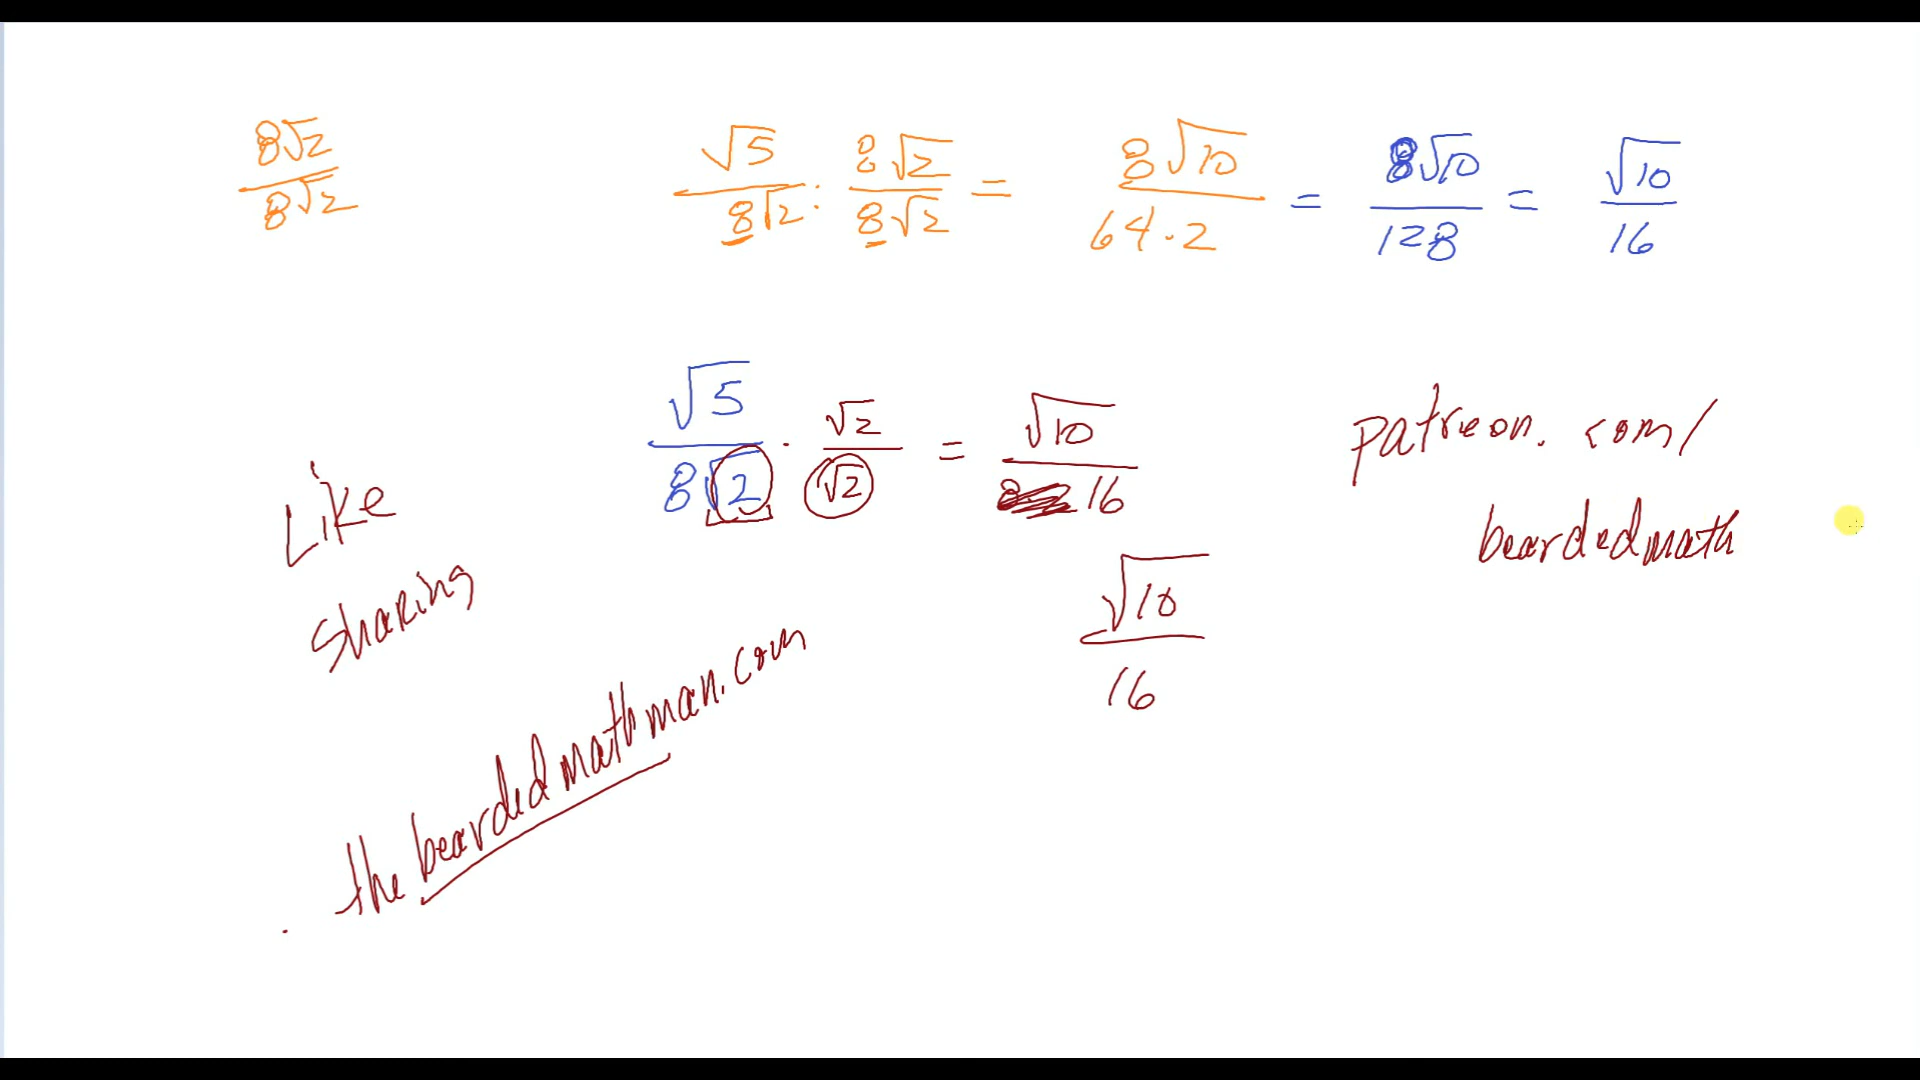 8√2/8√2
√5/8√2 · 8√2/8√2 = 8√10/64·2 = 8√10/128 = √10/16
√5/8√2 · √2/√2 = √10/16
√10/16
Like
sharing
thebeardedmathman.com
patreon.com/
beardedmath